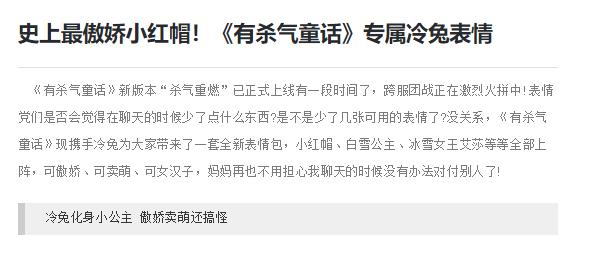 史上最傲娇小红帽！《有杀气童话》专属冷兔表情
《有杀气童话》新版本“杀气重燃”已正式上线有一段时间了，跨服团战正在激烈火拼中!表情
党们是否会觉得在聊天的时候少了点什么东西?是不是少了几张可用的表情了?没关系，《有杀气
童话》现携手冷兔为大家带来了一套全新表情包，小红帽、白雪公主、冰雪女王艾莎等等全部上
阵，可傲娇、可卖萌、可女汉子，妈妈再也不用担心我聊天的时候没有办法对付别人了!
冷兔化身小公主 傲娇卖萌还搞怪